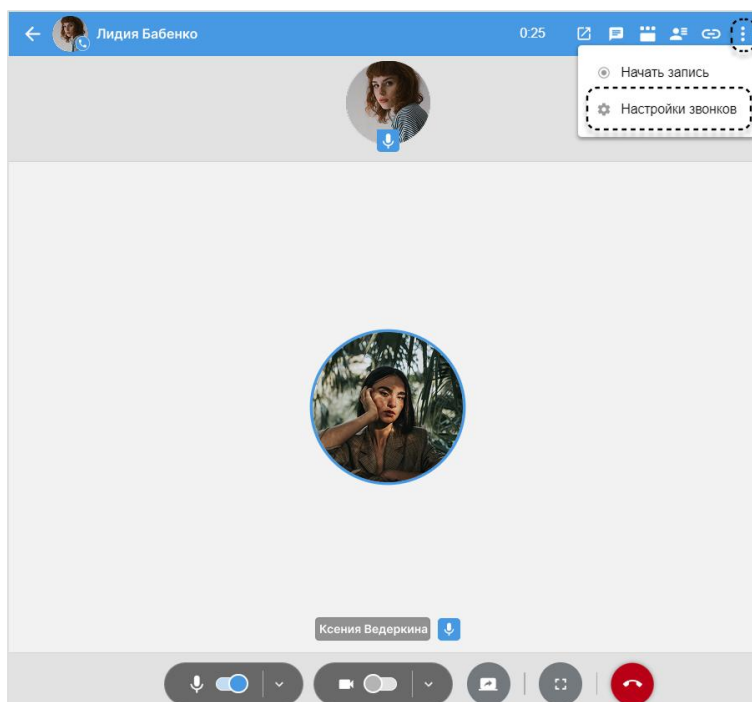 Лидия Бабенко
0:25
Начать запись
Настройки звонков
Ксения Ведеркина